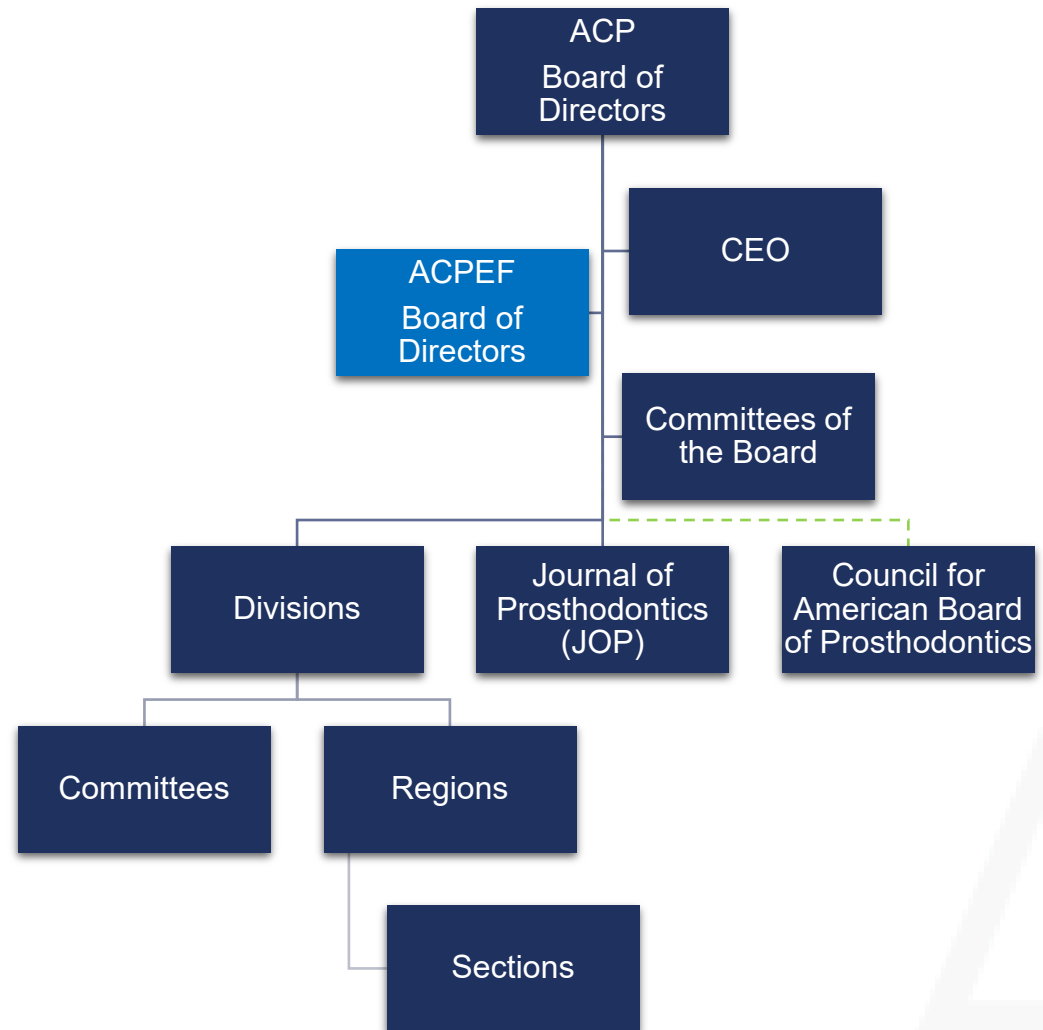 ACP
Board of
Directors
CEO
ACPEF
Board of
Directors
Committees of
the Board
Divisions
Journal of
Prosthodontics
(JOP)
Council for
American Board
of Prosthodontics
Committees
Regions
Sections